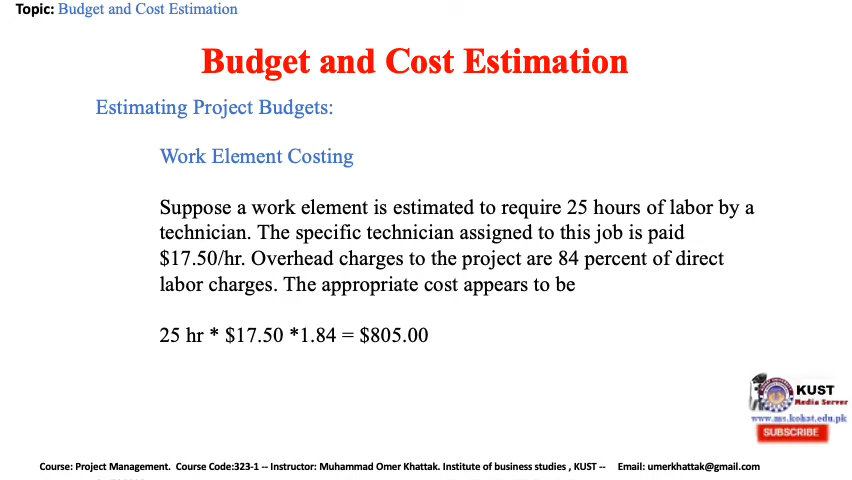 Topic: Budget and Cost Estimation
Budget and Cost Estimation
Estimating Project Budgets:
Work Element Costing
Suppose a work element is estimated to require 25 hours of labor by a
technician. The specific technician assigned to this job is paid
$17.50/hr. Overhead charges to the project are 84 percent of direct
labor charges. The appropriate cost appears to be
25 hr * $17.50 *1.84 = $805.00
KUST
Media Server
www.ms.kohat.edu.pk
SUBSCRIBE
Course: Project Management. Course Code:323-1 -- Instructor: Muhammad Omer Khattak. Institute of business studies , KUST -- Email: umerkhattak@gmail.com